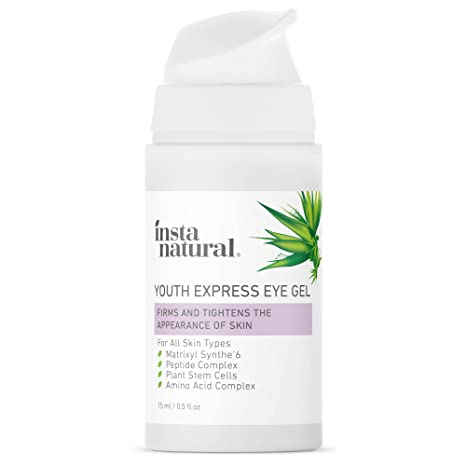 insta
natural®
YOUTH EXPRESS EYE GEL
FIRMS AND TIGHTENS THE
APPEARANCE OF SKIN
For All Skin Types
Matrixyl Synthe'6
Peptide Complex
Plant Stem Cells
Amino Acid Complex
15 ml / 0.5 fl oz